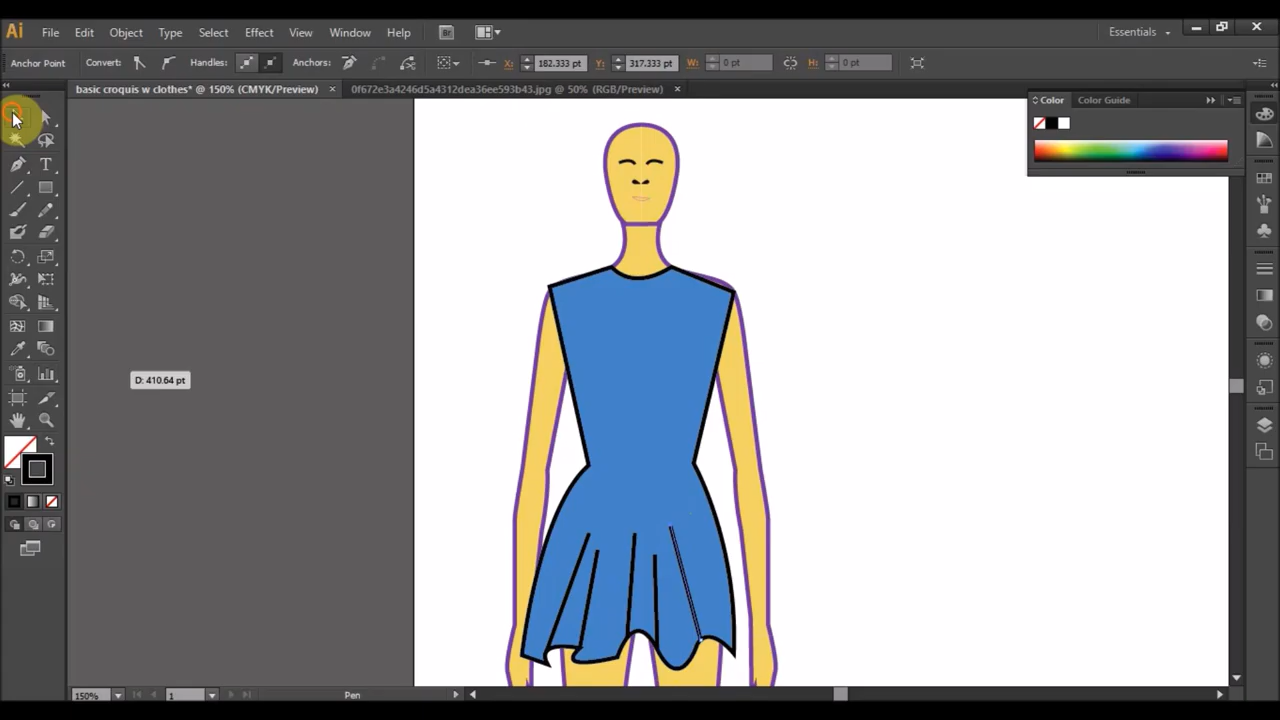 Ai File Edit Object Type Select Effect View Window Help Br Essentials
Anchor Point Convert: Handles: Anchors: X: 182.333 pt Y: 317.333 pt W: 0 pt H: 0 pt
basic croquis w clothes* @ 150% (CMYK/Preview) × 0f672e3a4246d5a4312dea36ee593b43.jpg @ 50% (RGB/Preview) ×
Color Color Guide
T
D: 410.64 pt
150% 1 Pen